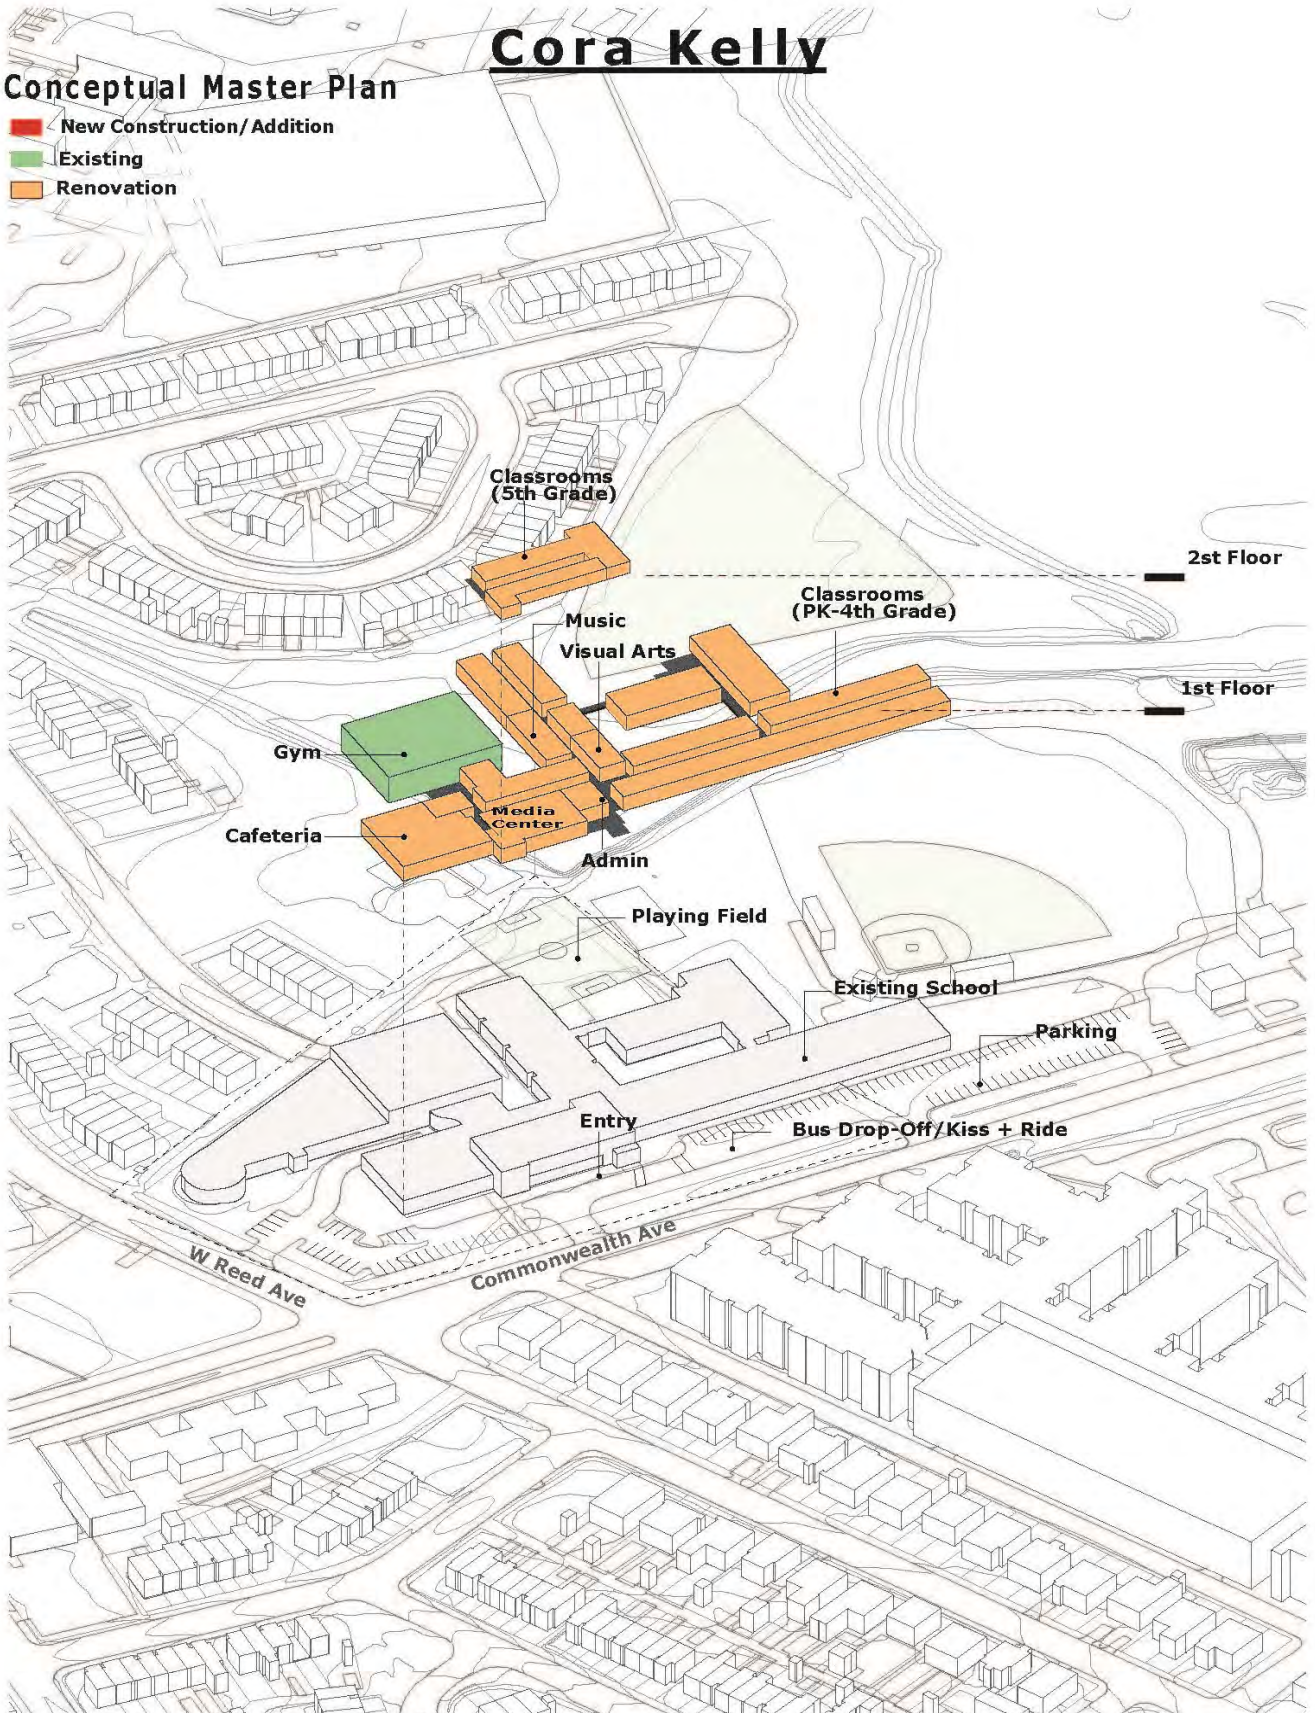 Cora Kelly
Conceptual Master Plan
New Construction/Addition
Existing
Renovation
Classrooms
(5th Grade)
2st Floor
Classrooms
(PK-4th Grade)
Music
Visual Arts
1st Floor
Gym
Media
Center
Cafeteria
Admin
Playing Field
Existing School
Parking
Entry
Bus Drop-Off/Kiss + Ride
Commonwealth Ave
W Reed Ave